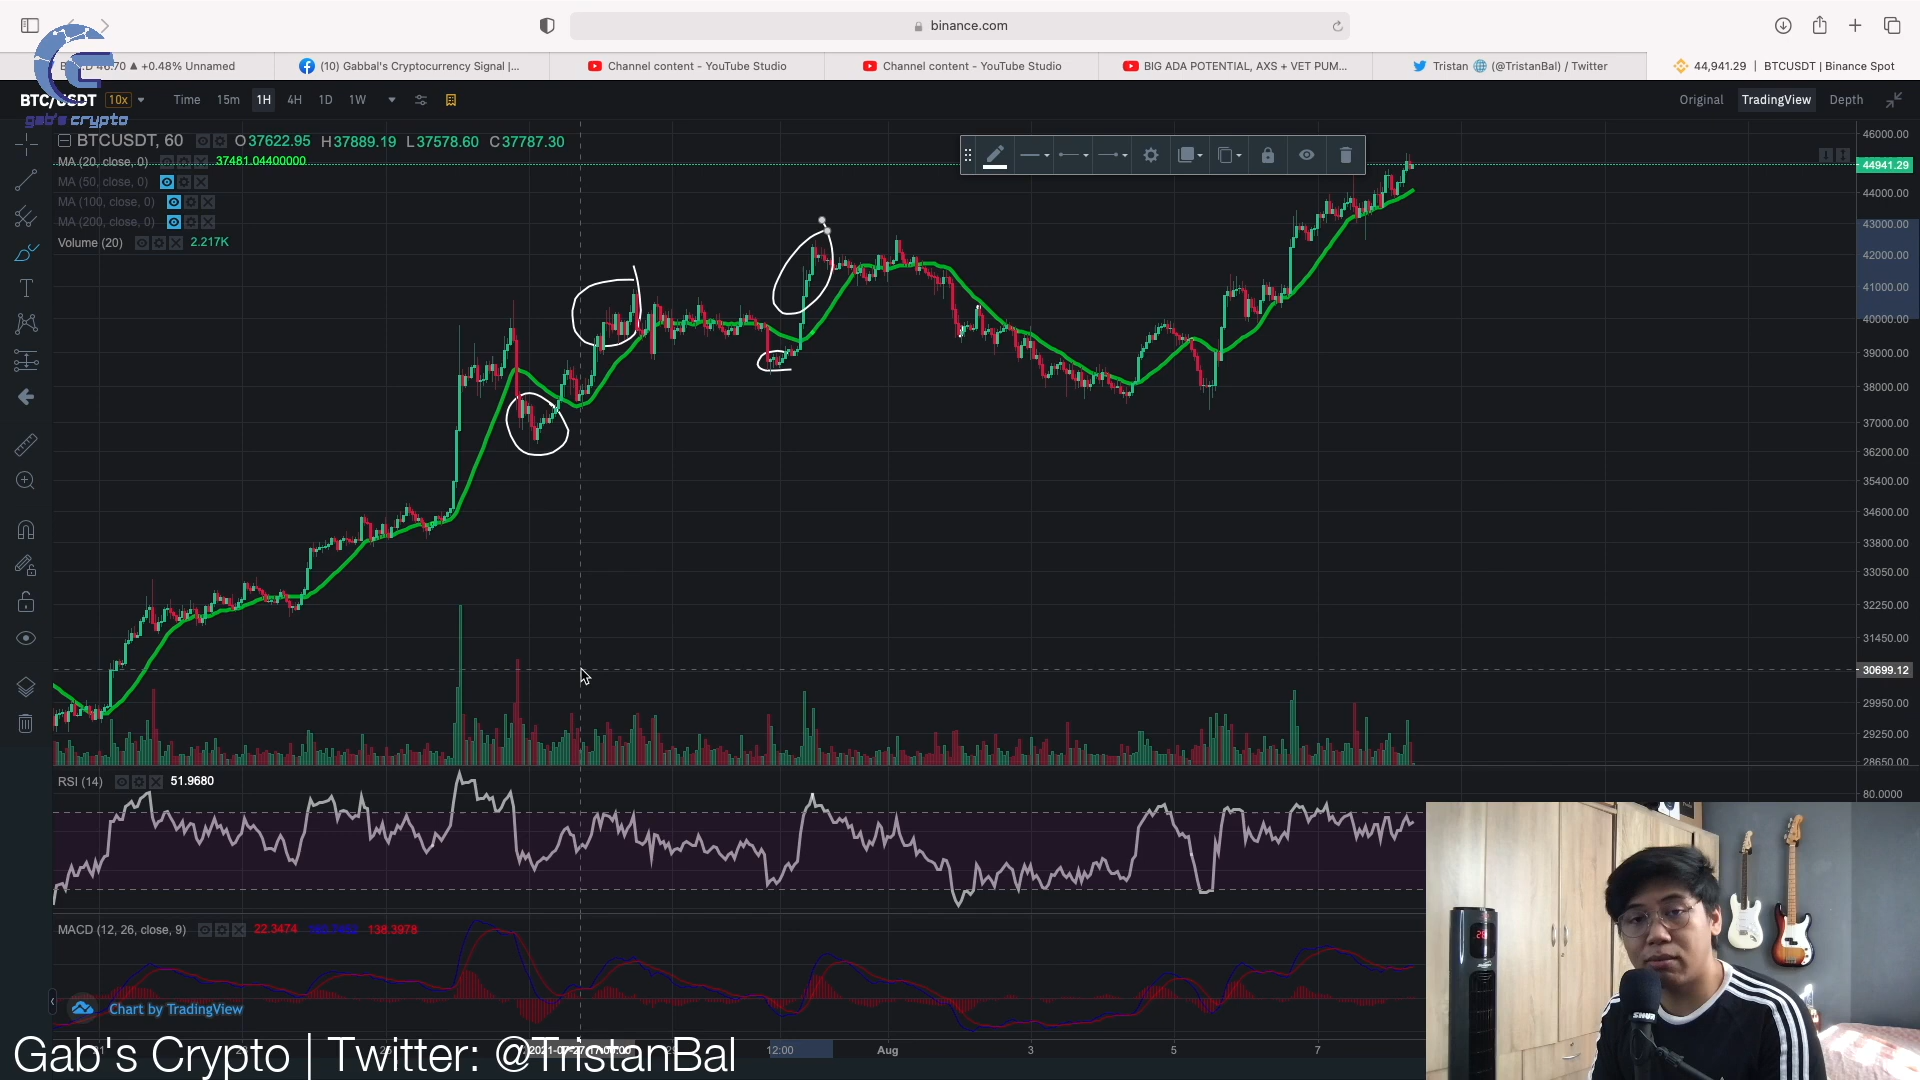 binance.com
+0.48% Unnamed
(10) Gabbal's Cryptocurrency Signal |...
Channel content - YouTube Studio
Channel content - YouTube Studio
BIG ADA POTENTIAL, AXS + VET PUM...
Tristan 🌐 (@TristanBal) / Twitter
44,941.29 | BTCUSDT | Binance Spot
BTC/USDT 10x Time 15m 1H 4H 1D 1W Original TradingView Depth
gab's crypto
BTCUSDT, 60 O37622.95 H37889.19 L37578.60 C37787.30
MA (20, close, 0) 37481.04400000
MA (50, close, 0)
MA (100, close, 0)
MA (200, close, 0)
Volume (20) 2.217K
46000.00
44941.29
44000.00
43000.00
42000.00
41000.00
40000.00
39000.00
38000.00
37000.00
36200.00
35400.00
34600.00
33800.00
33050.00
32250.00
31450.00
30699.12
29950.00
29250.00
28650.00
RSI (14) 51.9680
80.0000
MACD (12, 26, close, 9) 22.3474 138.3978
Chart by TradingView
12:00 Aug 3 5 7
Gab's Crypto | Twitter: @TristanBal
SHURE